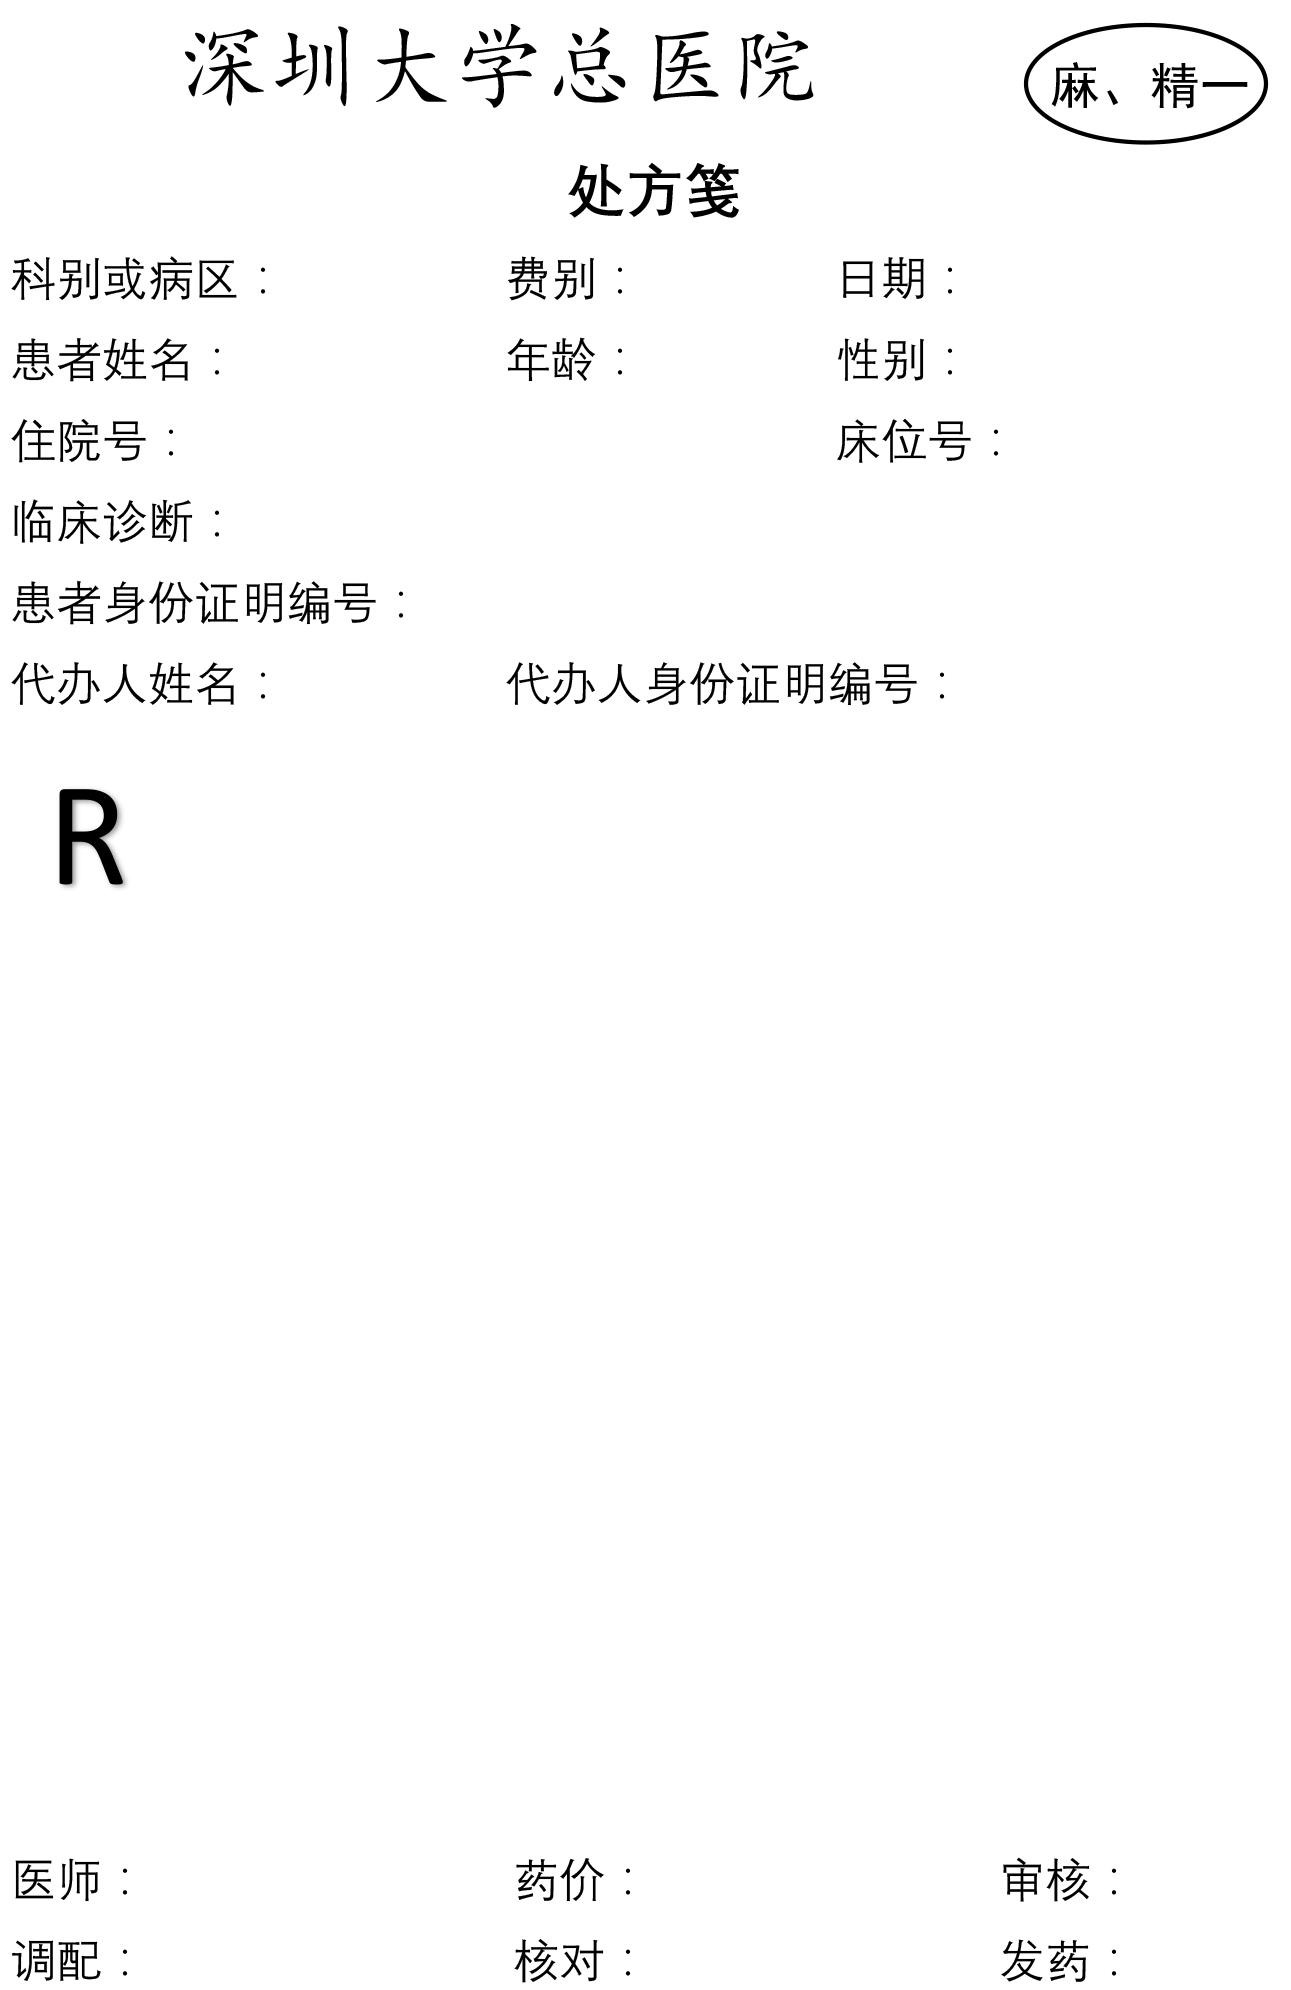 深圳大学总医院 麻、精一
处方笺
科别或病区： 费别： 日期：
患者姓名： 年龄： 性别：
住院号： 床位号：
临床诊断：
患者身份证明编号：
代办人姓名： 代办人身份证明编号：
R
医师： 药价： 审核：
调配： 核对： 发药：